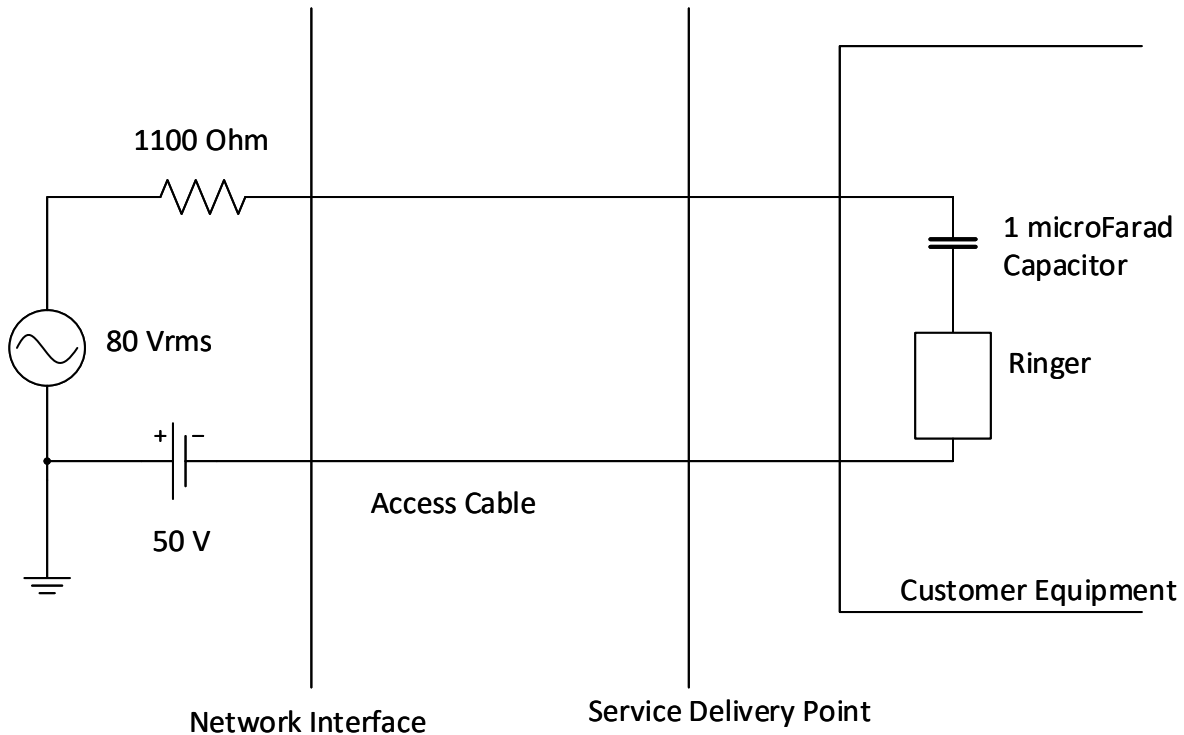 1100 Ohm
1 microFarad
Capacitor
80 Vrms
Ringer
+ −
Access Cable
50 V
Customer Equipment
Network Interface
Service Delivery Point